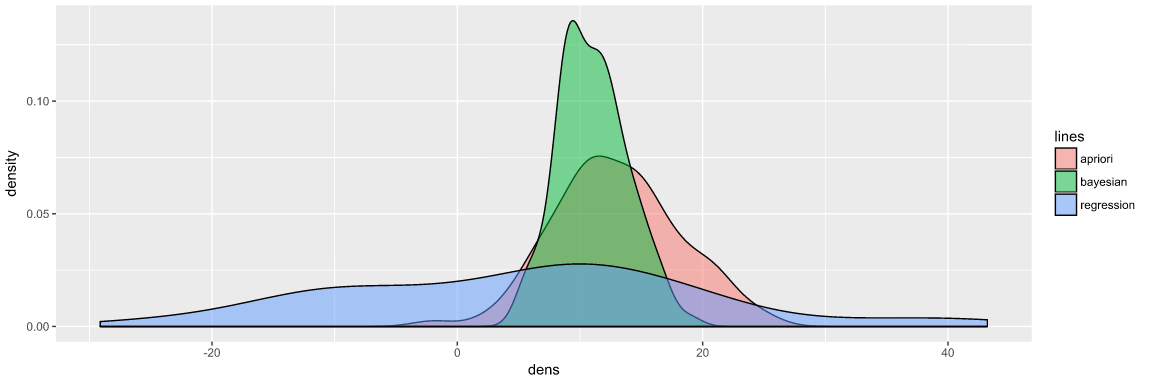 density
0.10
0.05
0.00
-20
0
20
40
dens
lines
apriori
bayesian
regression